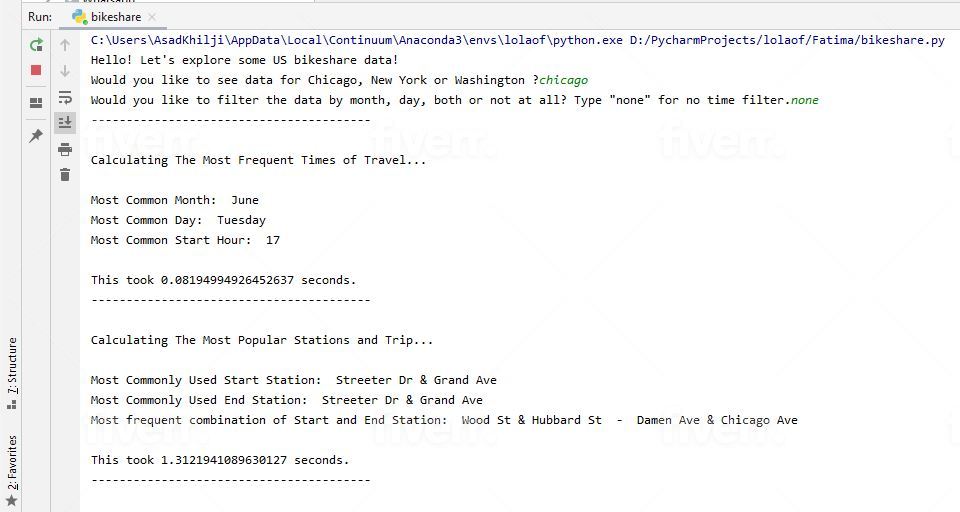 Run: bikeshare
C:\Users\AsadKhilji\AppData\Local\Continuum\Anaconda3\envs\lolaof\python.exe D:/PycharmProjects/lolaof/Fatima/bikeshare.py
Hello! Let's explore some US bikeshare data!
Would you like to see data for Chicago, New York or Washington ?chicago
Would you like to filter the data by month, day, both or not at all? Type "none" for no time filter.none
----------------------------------------
Calculating The Most Frequent Times of Travel...
Most Common Month:  June
Most Common Day:  Tuesday
Most Common Start Hour:  17
This took 0.08194994926452637 seconds.
----------------------------------------
Calculating The Most Popular Stations and Trip...
Most Commonly Used Start Station:  Streeter Dr & Grand Ave
Most Commonly Used End Station:  Streeter Dr & Grand Ave
Most frequent combination of Start and End Station:  Wood St & Hubbard St  -  Damen Ave & Chicago Ave
This took 1.3121941089630127 seconds.
----------------------------------------
7: Structure
2: Favorites
fiverr.
fiverr.
fiverr.
fiverr.